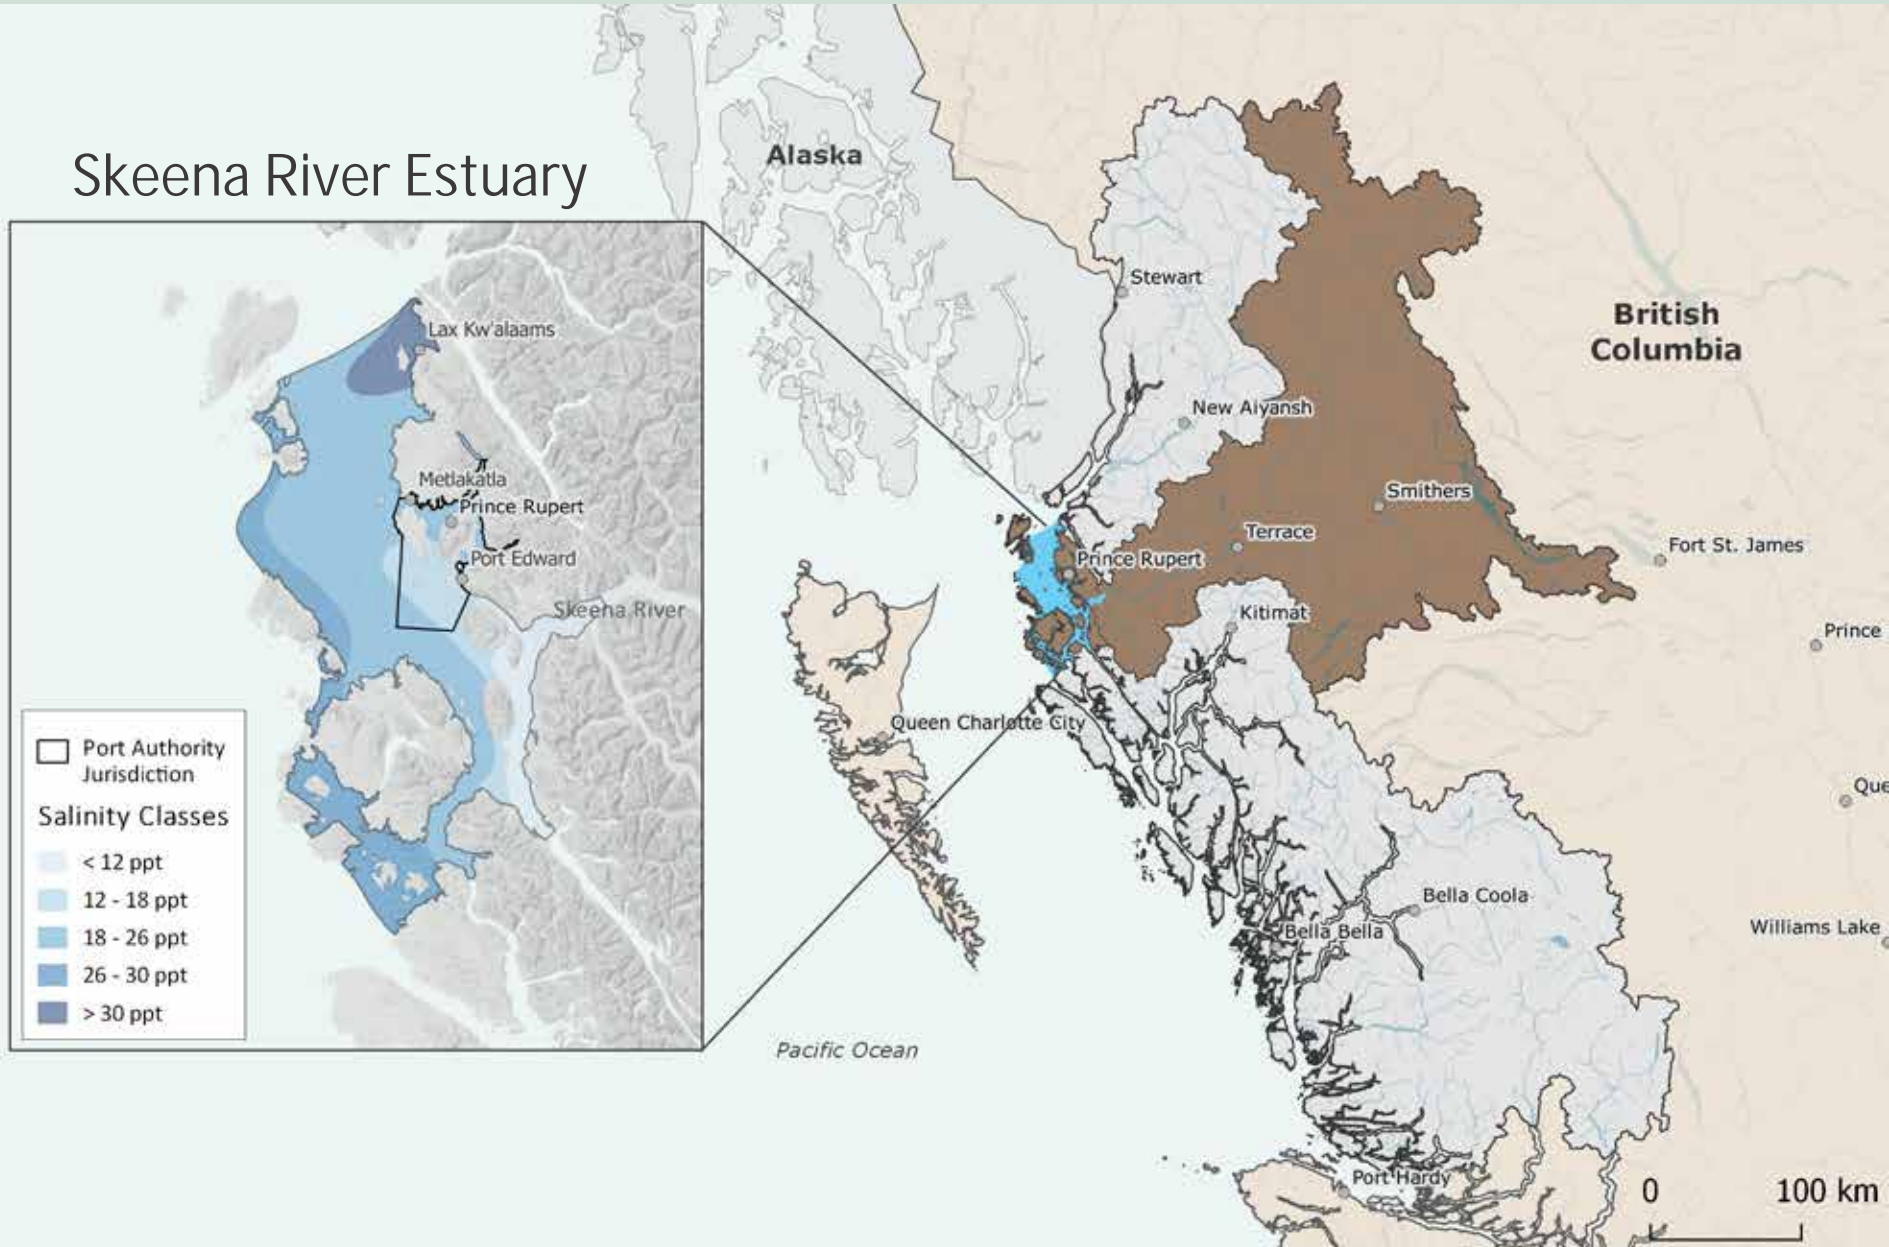 Skeena River Estuary
Alaska
British
Columbia
Stewart
New Aiyansh
Smithers
Terrace
Prince Rupert
Fort St. James
Kitimat
Prince
Queen Charlotte City
Que
Bella Coola
Bella Bella
Williams Lake
Pacific Ocean
Port Hardy
0 100 km
Lax Kw'alaams
Metlakatla
Prince Rupert
Port Edward
Skeena River
Port Authority
Jurisdiction
Salinity Classes
< 12 ppt
12 - 18 ppt
18 - 26 ppt
26 - 30 ppt
> 30 ppt